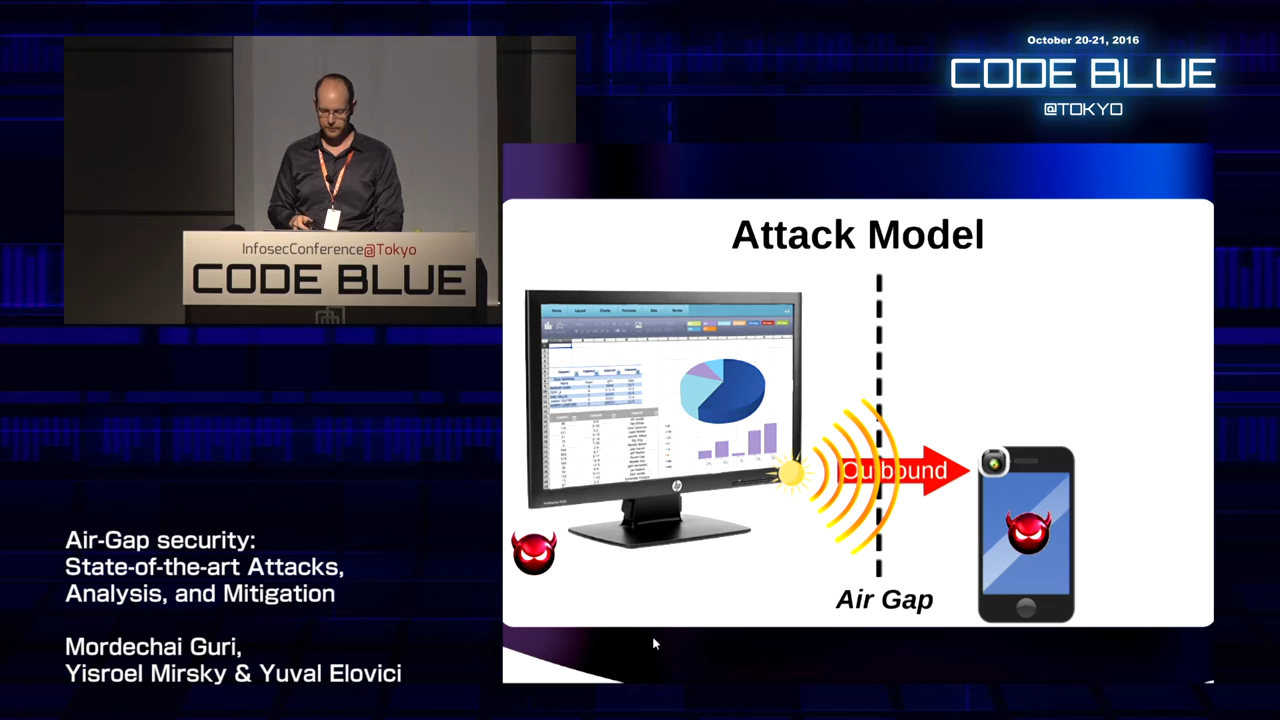 October 20-21, 2016
CODE BLUE
@TOKYO
InfosecConference@Tokyo
CODE BLUE
Attack Model
Outbound
Air Gap
hp
Air-Gap security:
State-of-the-art Attacks,
Analysis, and Mitigation
Mordechai Guri,
Yisroel Mirsky & Yuval Elovici